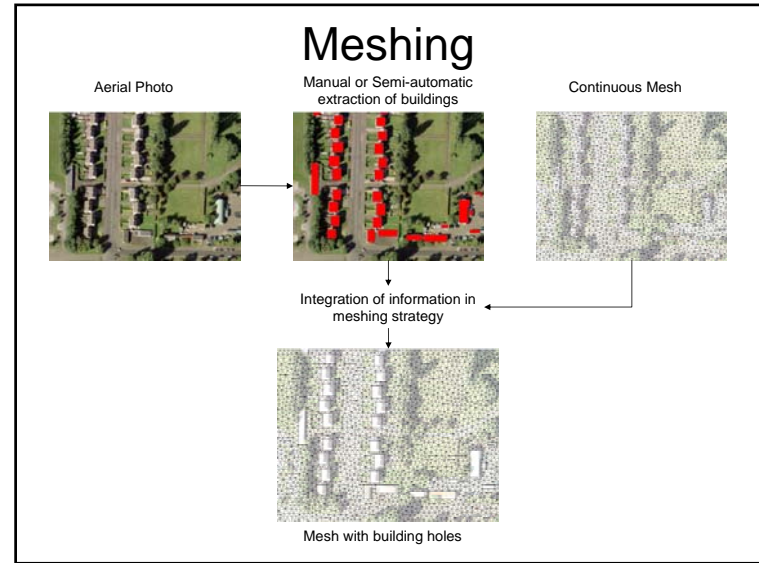 Meshing
Aerial Photo
Manual or Semi-automatic
extraction of buildings
Continuous Mesh
Integration of information in
meshing strategy
Mesh with building holes